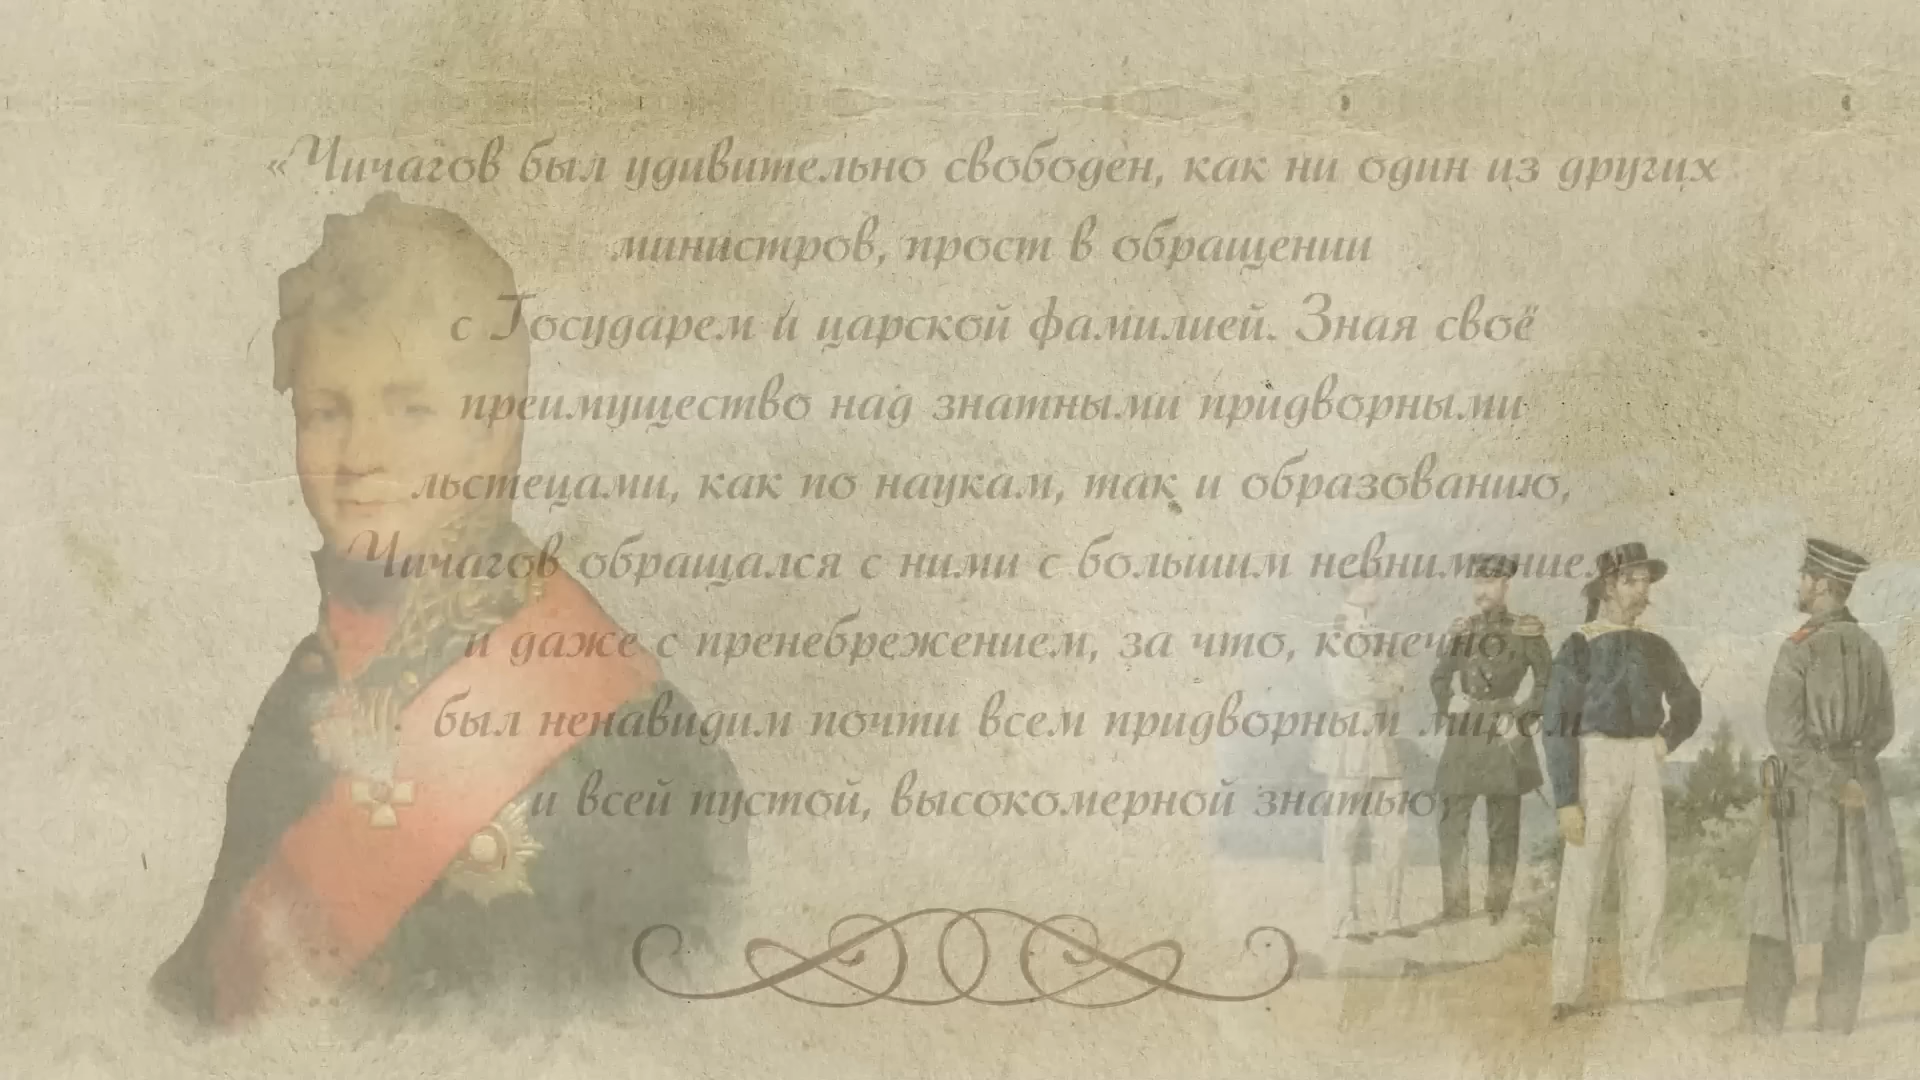 «Чичагов был удивительно свободен, как ни один из других
министров, прост в обращении
с Государем и царской фамилией. Зная своё
преимущество над знатными придворными
льстецами, как по наукам, так и образованию,
Чичагов обращался с ними с большим невниманием
и даже с пренебрежением, за что, конечно,
был ненавидим почти всем придворным миром
и всей пустой, высокомерной знатью,